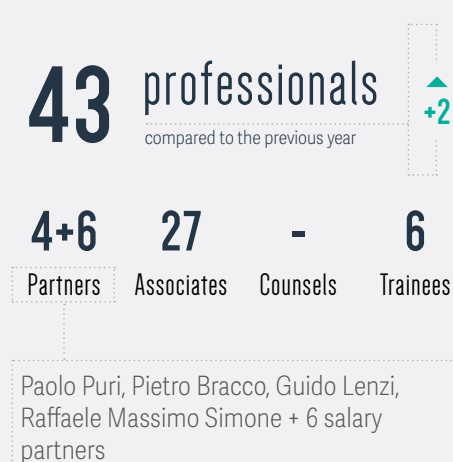 43 professionals
+2
compared to the previous year
4+6 27 - 6
Partners Associates Counsels Trainees
Paolo Puri, Pietro Bracco, Guido Lenzi,
Raffaele Massimo Simone + 6 salary
partners